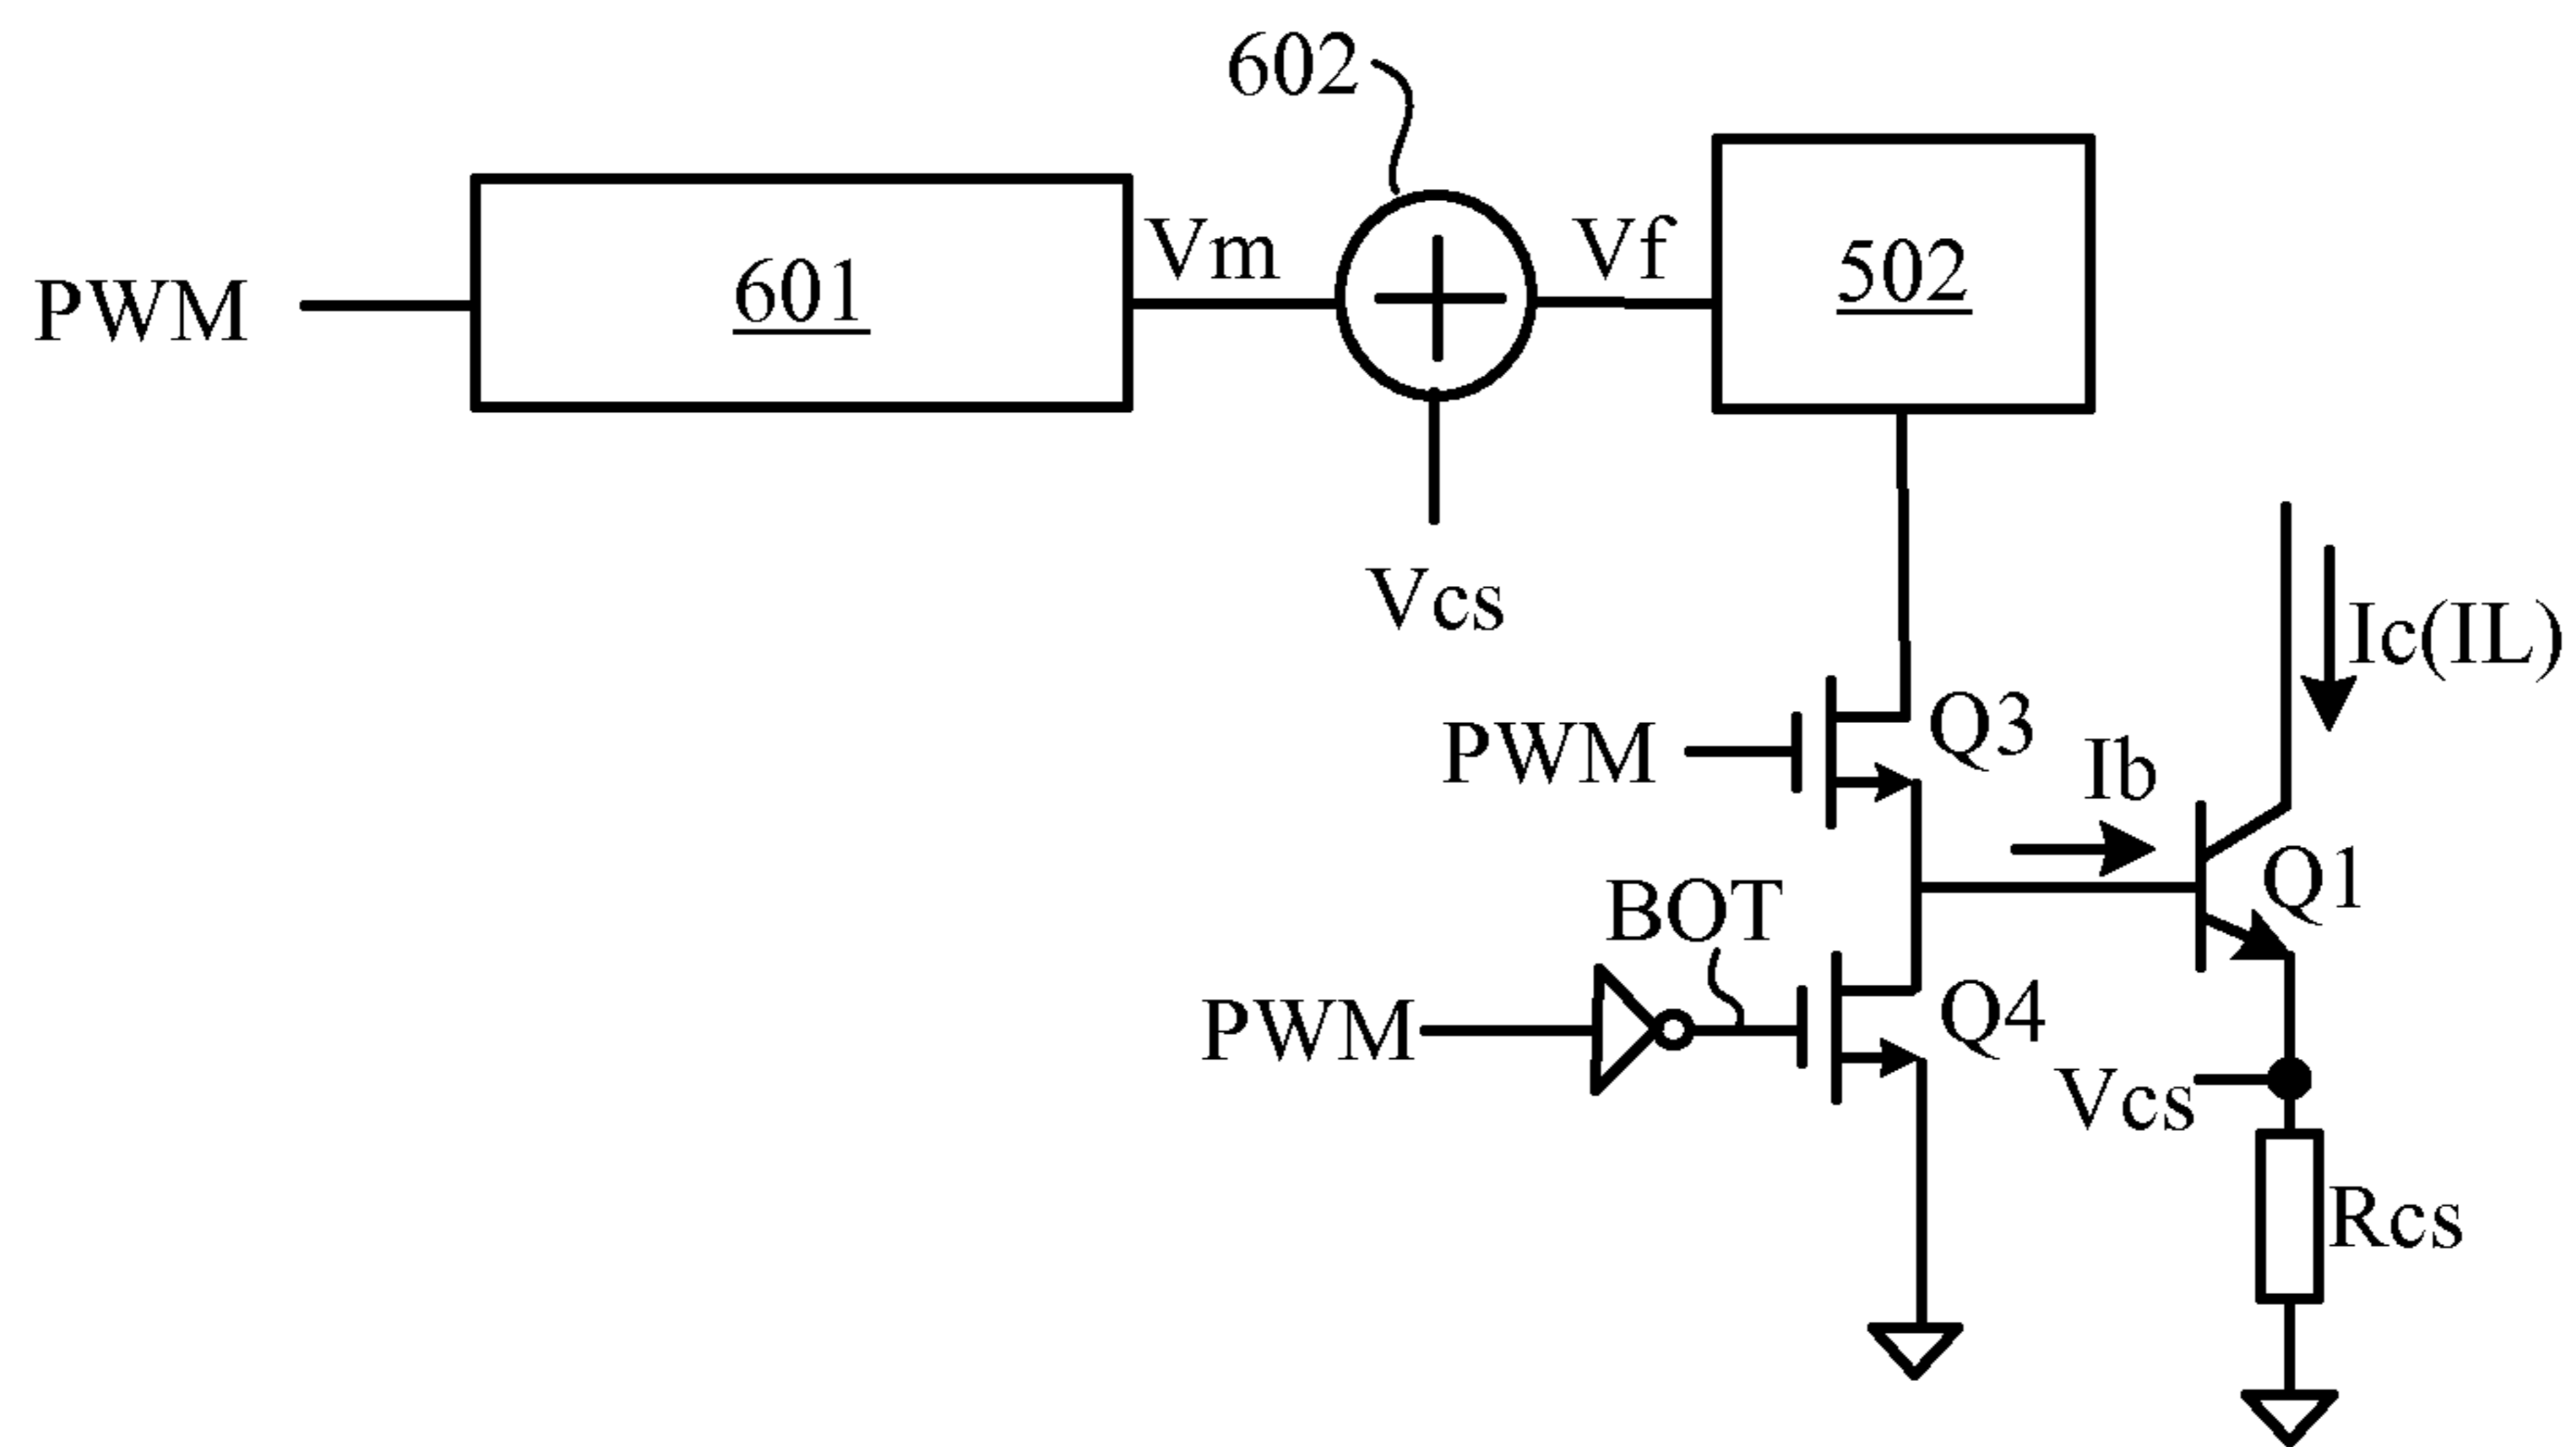 602
PWM
601
Vm
Vf
502
Vcs
Ic(IL)
PWM
Q3
Ib
Q1
BOT
PWM
Q4
Vcs
Rcs